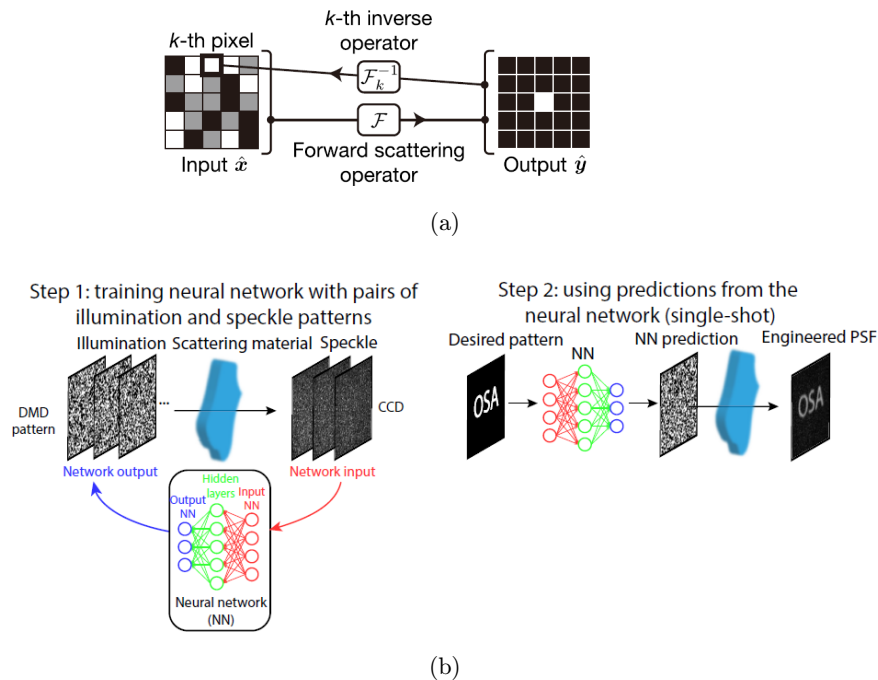 k-th inverse
operator
k-th pixel
𝓕ₖ⁻¹
𝓕
Input x̂
Forward scattering
operator
Output ŷ
(a)
Step 1: training neural network with pairs of
illumination and speckle patterns
Illumination Scattering material Speckle
DMD
pattern
...
CCD
Network output
Network input
Hidden
layers
Output
NN
Input
NN
Neural network
(NN)
Step 2: using predictions from the
neural network (single-shot)
Desired pattern
NN
NN prediction
Engineered PSF
OSA
OSA
(b)